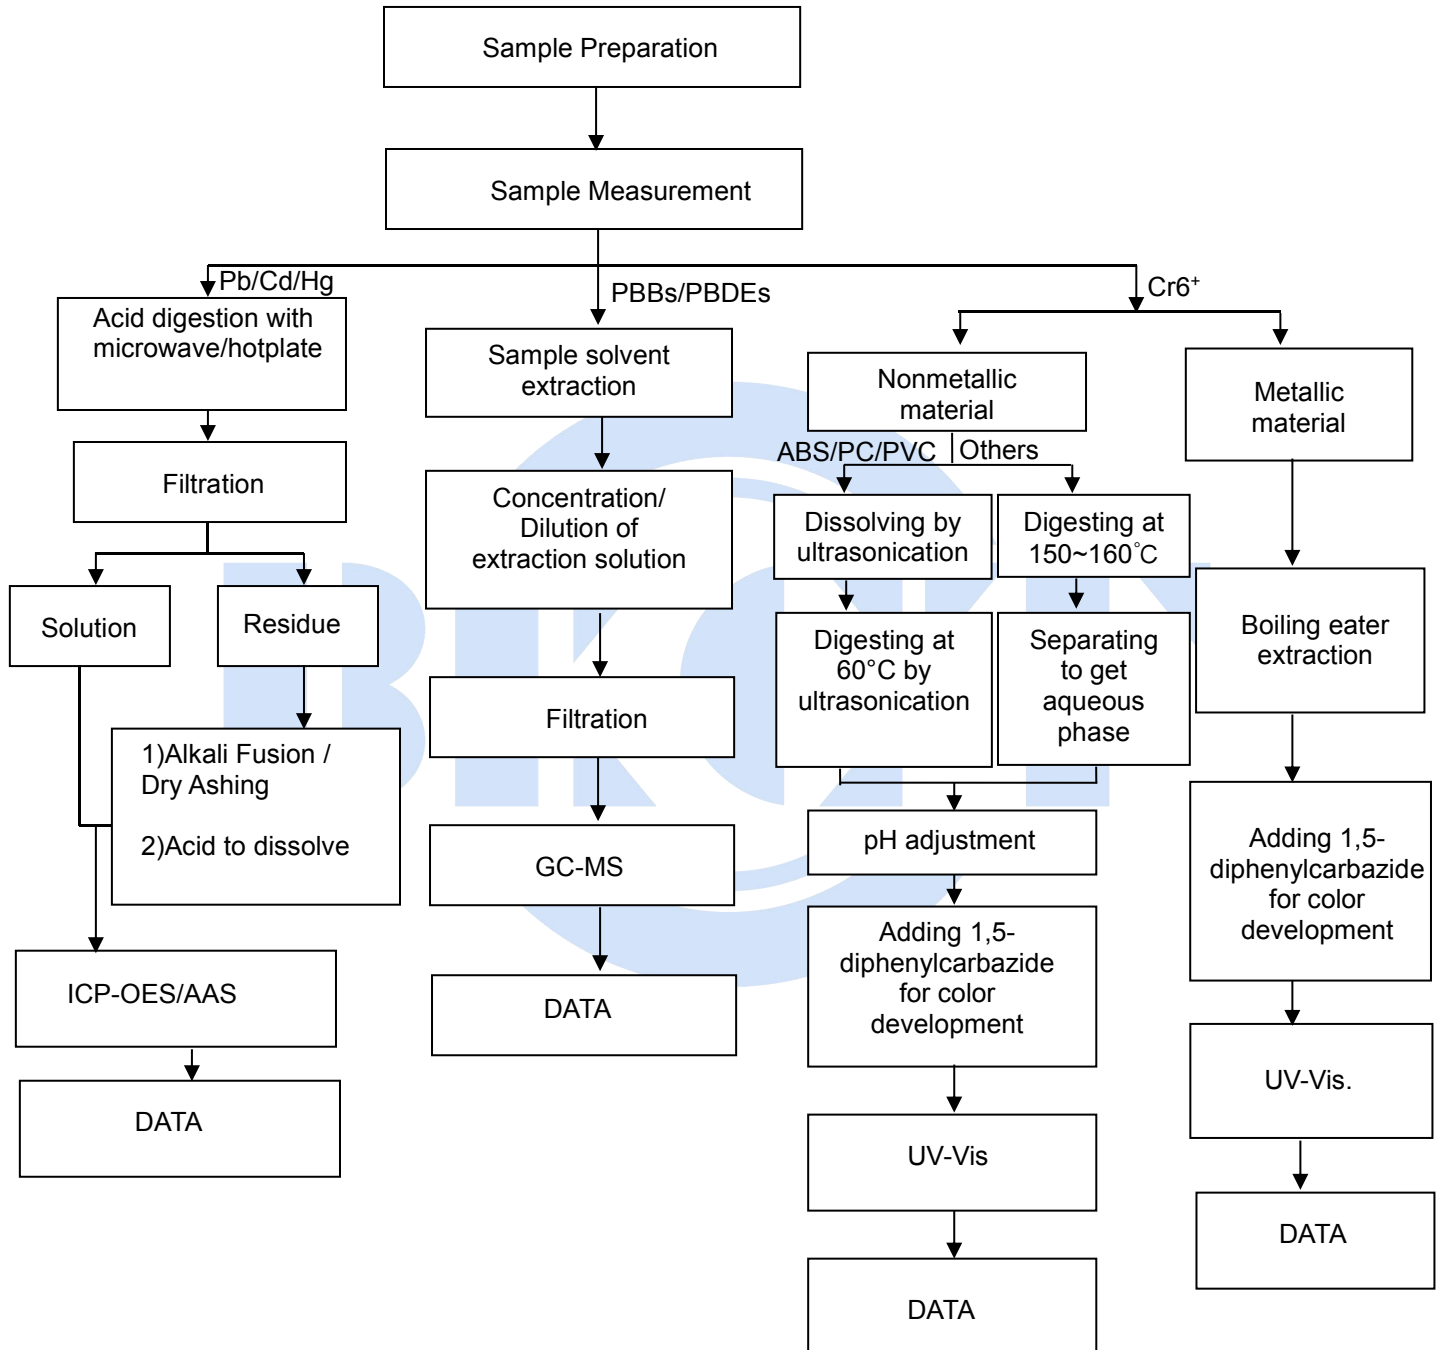 Sample Preparation
Sample Measurement
Pb/Cd/Hg
PBBs/PBDEs
Cr6⁺
Acid digestion with
microwave/hotplate
Filtration
Solution
Residue
1)Alkali Fusion /
Dry Ashing
2)Acid to dissolve
ICP-OES/AAS
DATA
Sample solvent
extraction
Concentration/
Dilution of
extraction solution
Filtration
GC-MS
DATA
Nonmetallic
material
ABS/PC/PVC
Others
Dissolving by
ultrasonication
Digesting at
60°C by
ultrasonication
Digesting at
150~160℃
Separating
to get
aqueous
phase
pH adjustment
Adding 1,5-
diphenylcarbazide
for color
development
UV-Vis
DATA
Metallic
material
Boiling eater
extraction
Adding 1,5-
diphenylcarbazide
for color
development
UV-Vis.
DATA